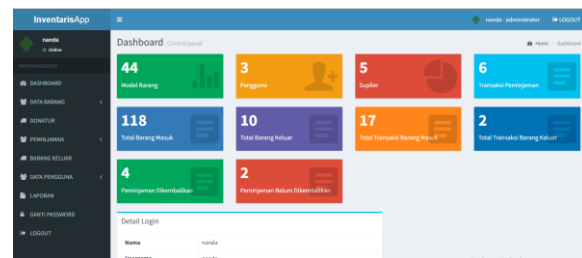 InventarisApp
nanda - administrator
LOGOUT
nanda
Online
MAIN NAVIGATION
DASHBOARD
DATA BARANG
DONATUR
PEMINJAMAN
BARANG KELUAR
DATA PENGGUNA
LAPORAN
GANTI PASSWORD
LOGOUT
Dashboard Control panel
Home > Dashboard
44
Model Barang
3
Pengguna
5
Suplier
6
Transaksi Peminjaman
118
Total Barang Masuk
10
Total Barang Keluar
17
Total Transaksi Barang Masuk
2
Total Transaksi Barang Keluar
4
Peminjaman Dikembalikan
2
Peminjaman Belum Dikembalikan
Detail Login
Nama nanda